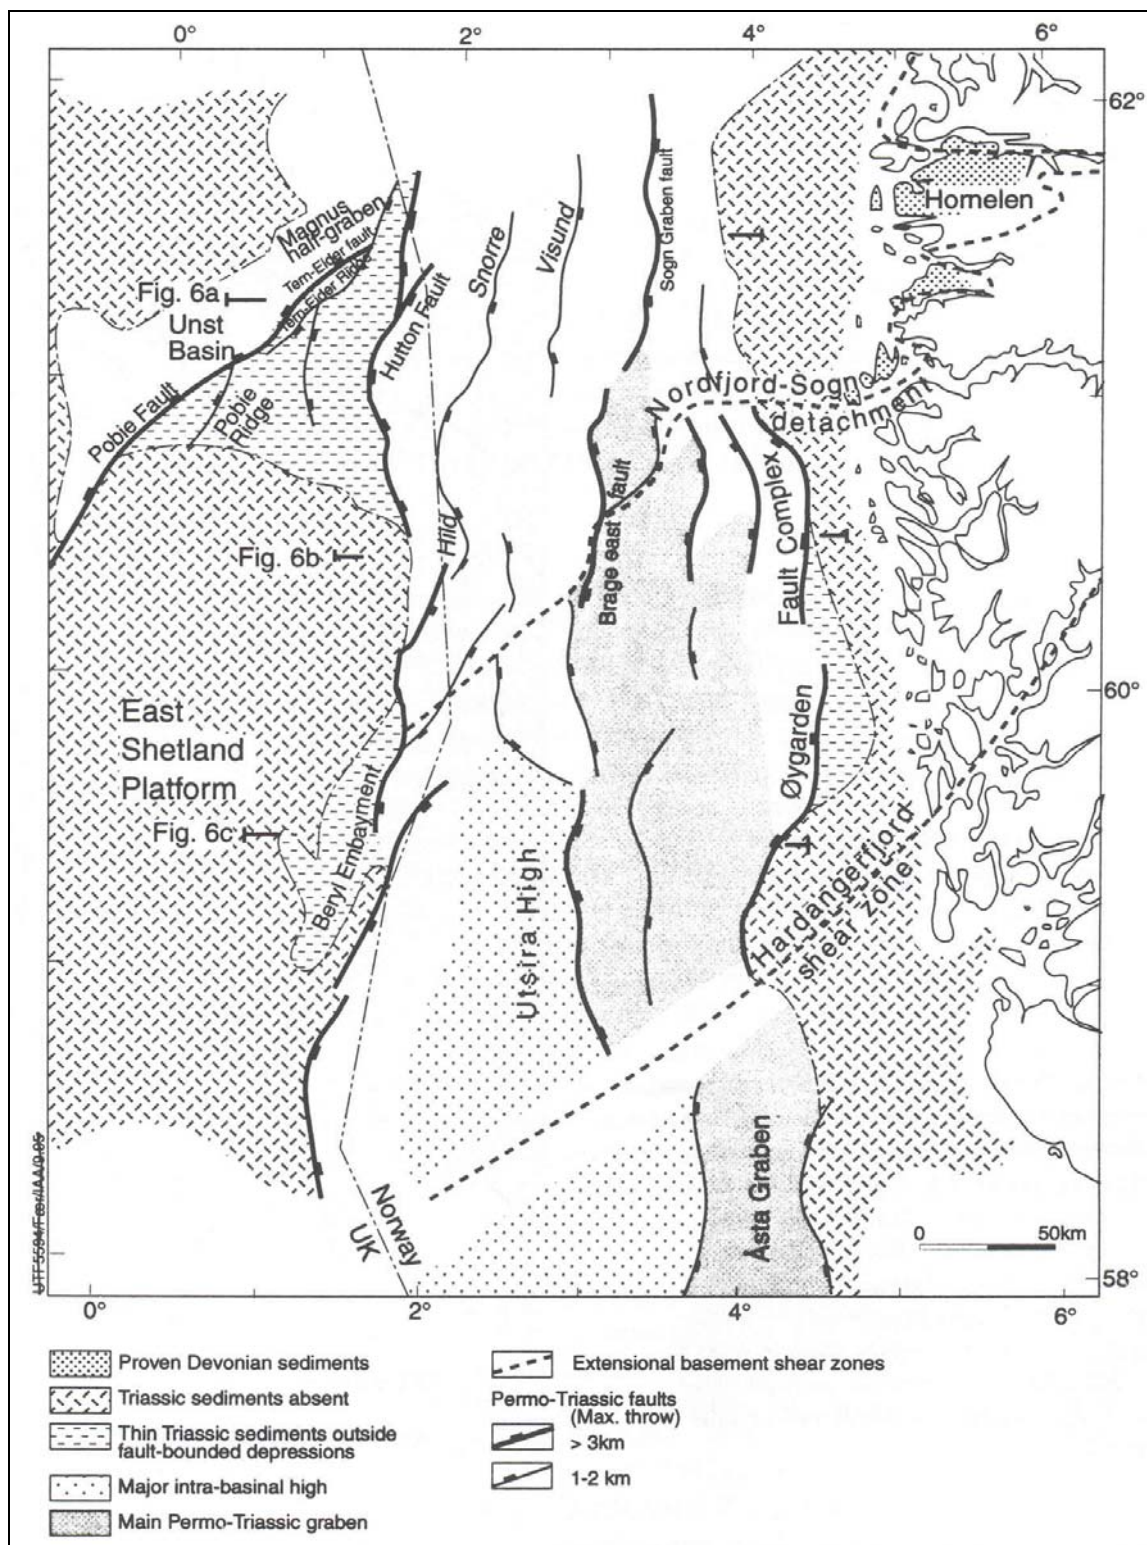 0°
2°
4°
6°
62°
Hornelen
Magnus
half-graben
Tern-Eider fault
Tern-Eider Ridge
Fig. 6a
Unst
Basin
Pobie Fault
Pobie
Ridge
Hutton Fault
Snorre
Visund
Sogn Graben fault
Nordfjord-Sogn
detachment
Hild
Fig. 6b
Brage east fault
Fault Complex
60°
East
Shetland
Platform
Øygarden
Fig. 6c
Beryl Embayment
Utsira High
Hardangerfjord
shear zone
Norway
UK
Åsta Graben
0 50km
58°
0°
2°
4°
6°
Proven Devonian sediments
Triassic sediments absent
Thin Triassic sediments outside
fault-bounded depressions
Major intra-basinal high
Main Permo-Triassic graben
Extensional basement shear zones
Permo-Triassic faults
(Max. throw)
> 3km
1-2 km